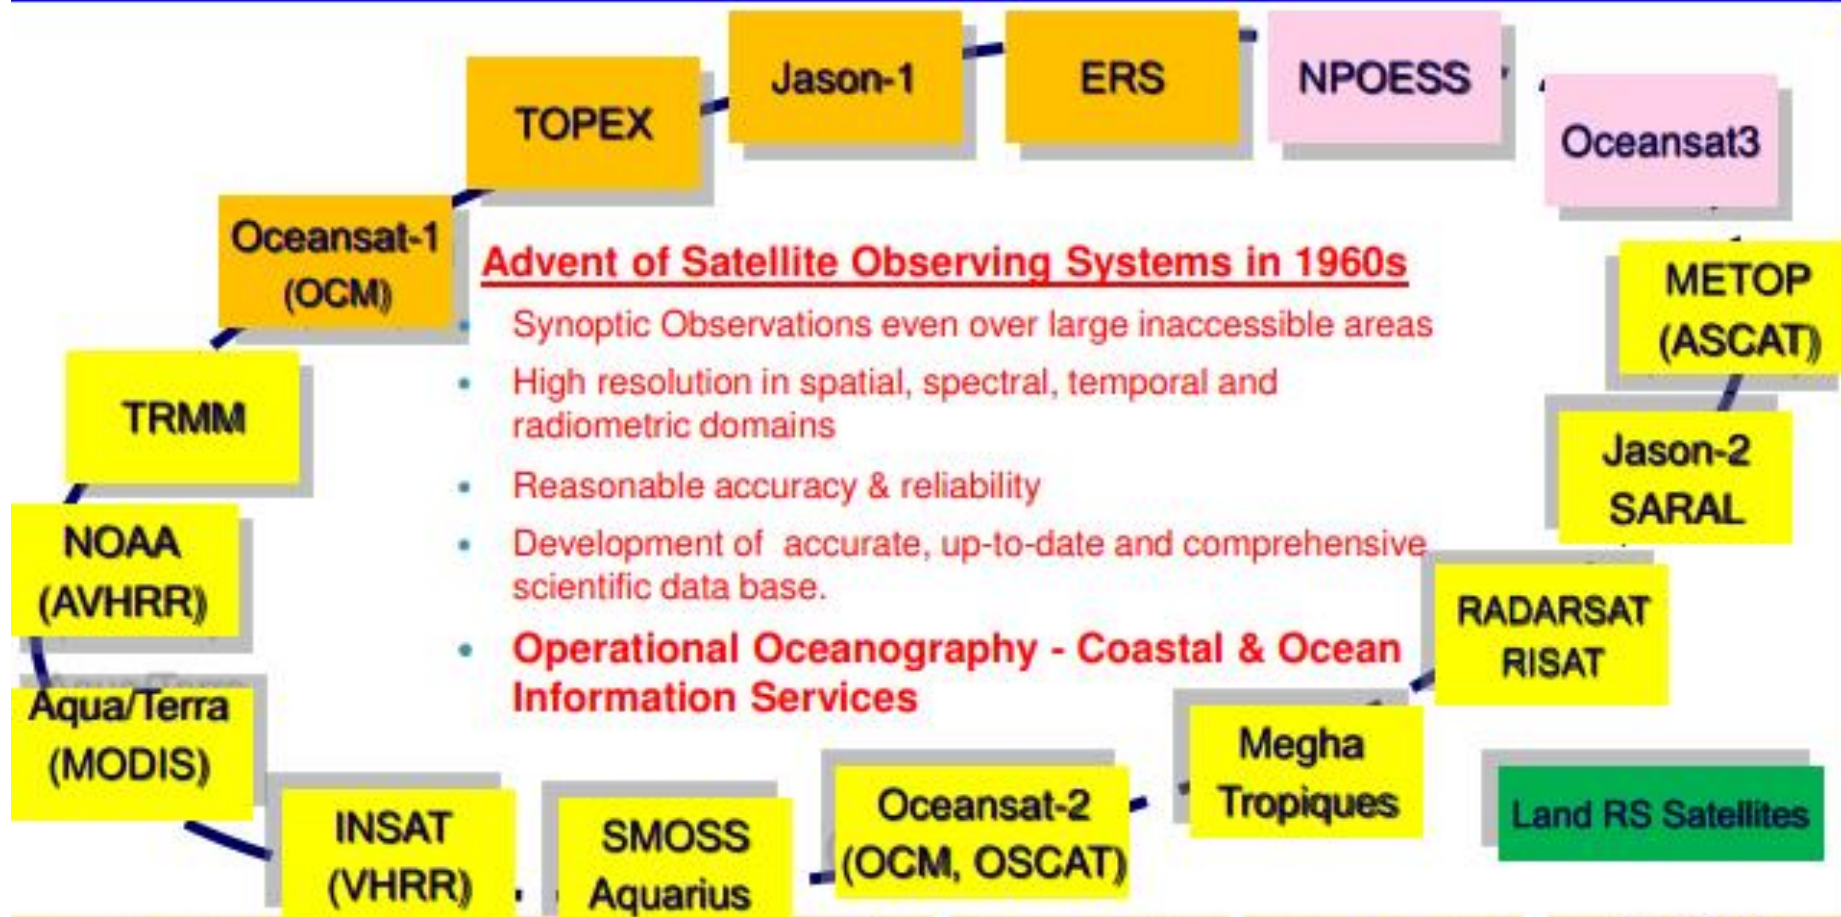 Jason-1
ERS
NPOESS
TOPEX
Oceansat3
Oceansat-1
(OCM)
Advent of Satellite Observing Systems in 1960s
METOP
(ASCAT)
• Synoptic Observations even over large inaccessible areas
• High resolution in spatial, spectral, temporal and
radiometric domains
TRMM
Jason-2
SARAL
• Reasonable accuracy & reliability
• Development of accurate, up-to-date and comprehensive
scientific data base.
NOAA
(AVHRR)
RADARSAT
RISAT
• Operational Oceanography - Coastal & Ocean
Information Services
Aqua/Terra
(MODIS)
Megha
Tropiques
Oceansat-2
(OCM, OSCAT)
Land RS Satellites
INSAT
(VHRR)
SMOSS
Aquarius